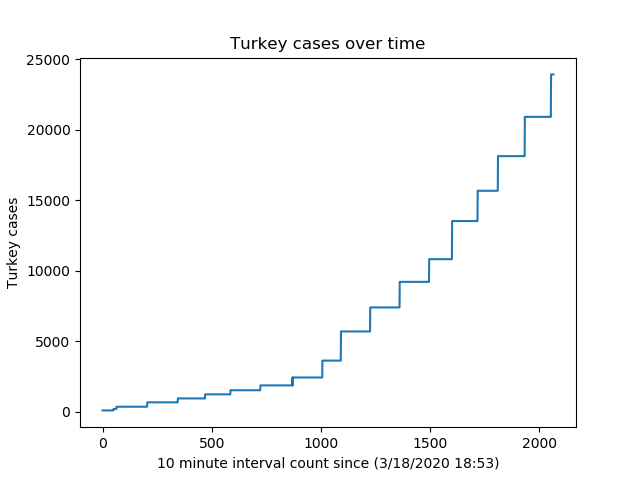 Turkey cases over time
25000
20000
15000
10000
5000
0
Turkey cases
0 500 1000 1500 2000
10 minute interval count since (3/18/2020 18:53)